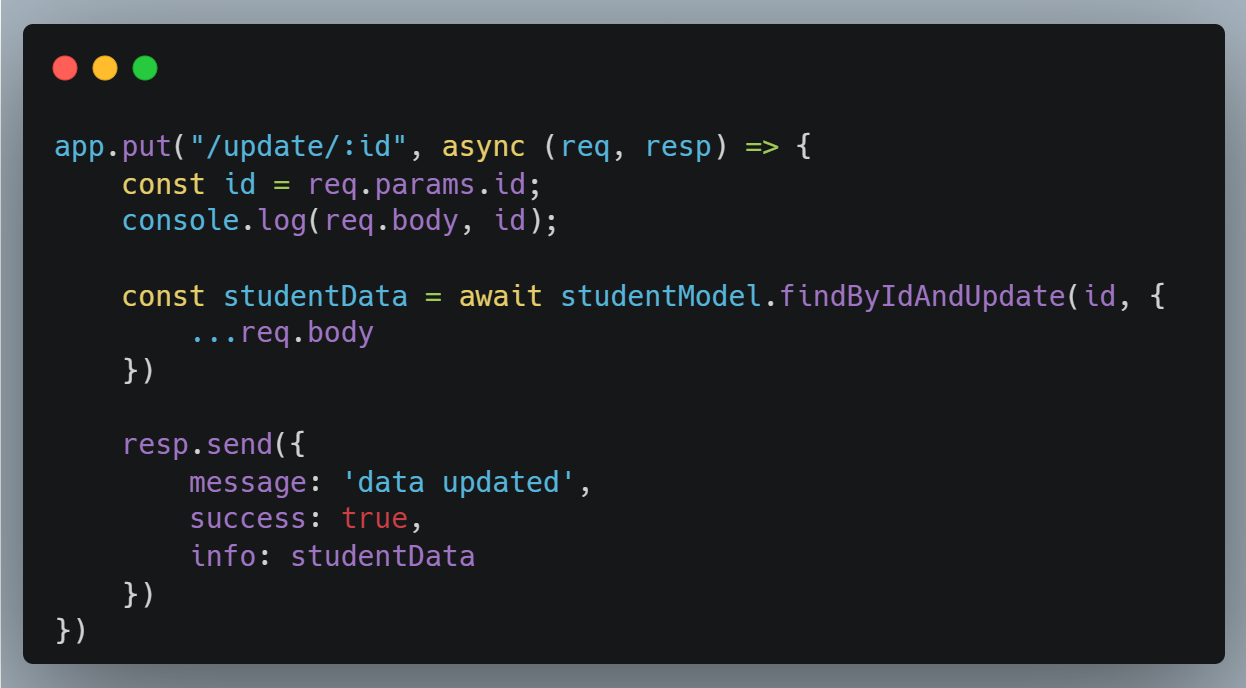 app.put("/update/:id", async (req, resp) => {
    const id = req.params.id;
    console.log(req.body, id);

    const studentData = await studentModel.findByIdAndUpdate(id, {
        ...req.body
    })

    resp.send({
        message: 'data updated',
        success: true,
        info: studentData
    })
})